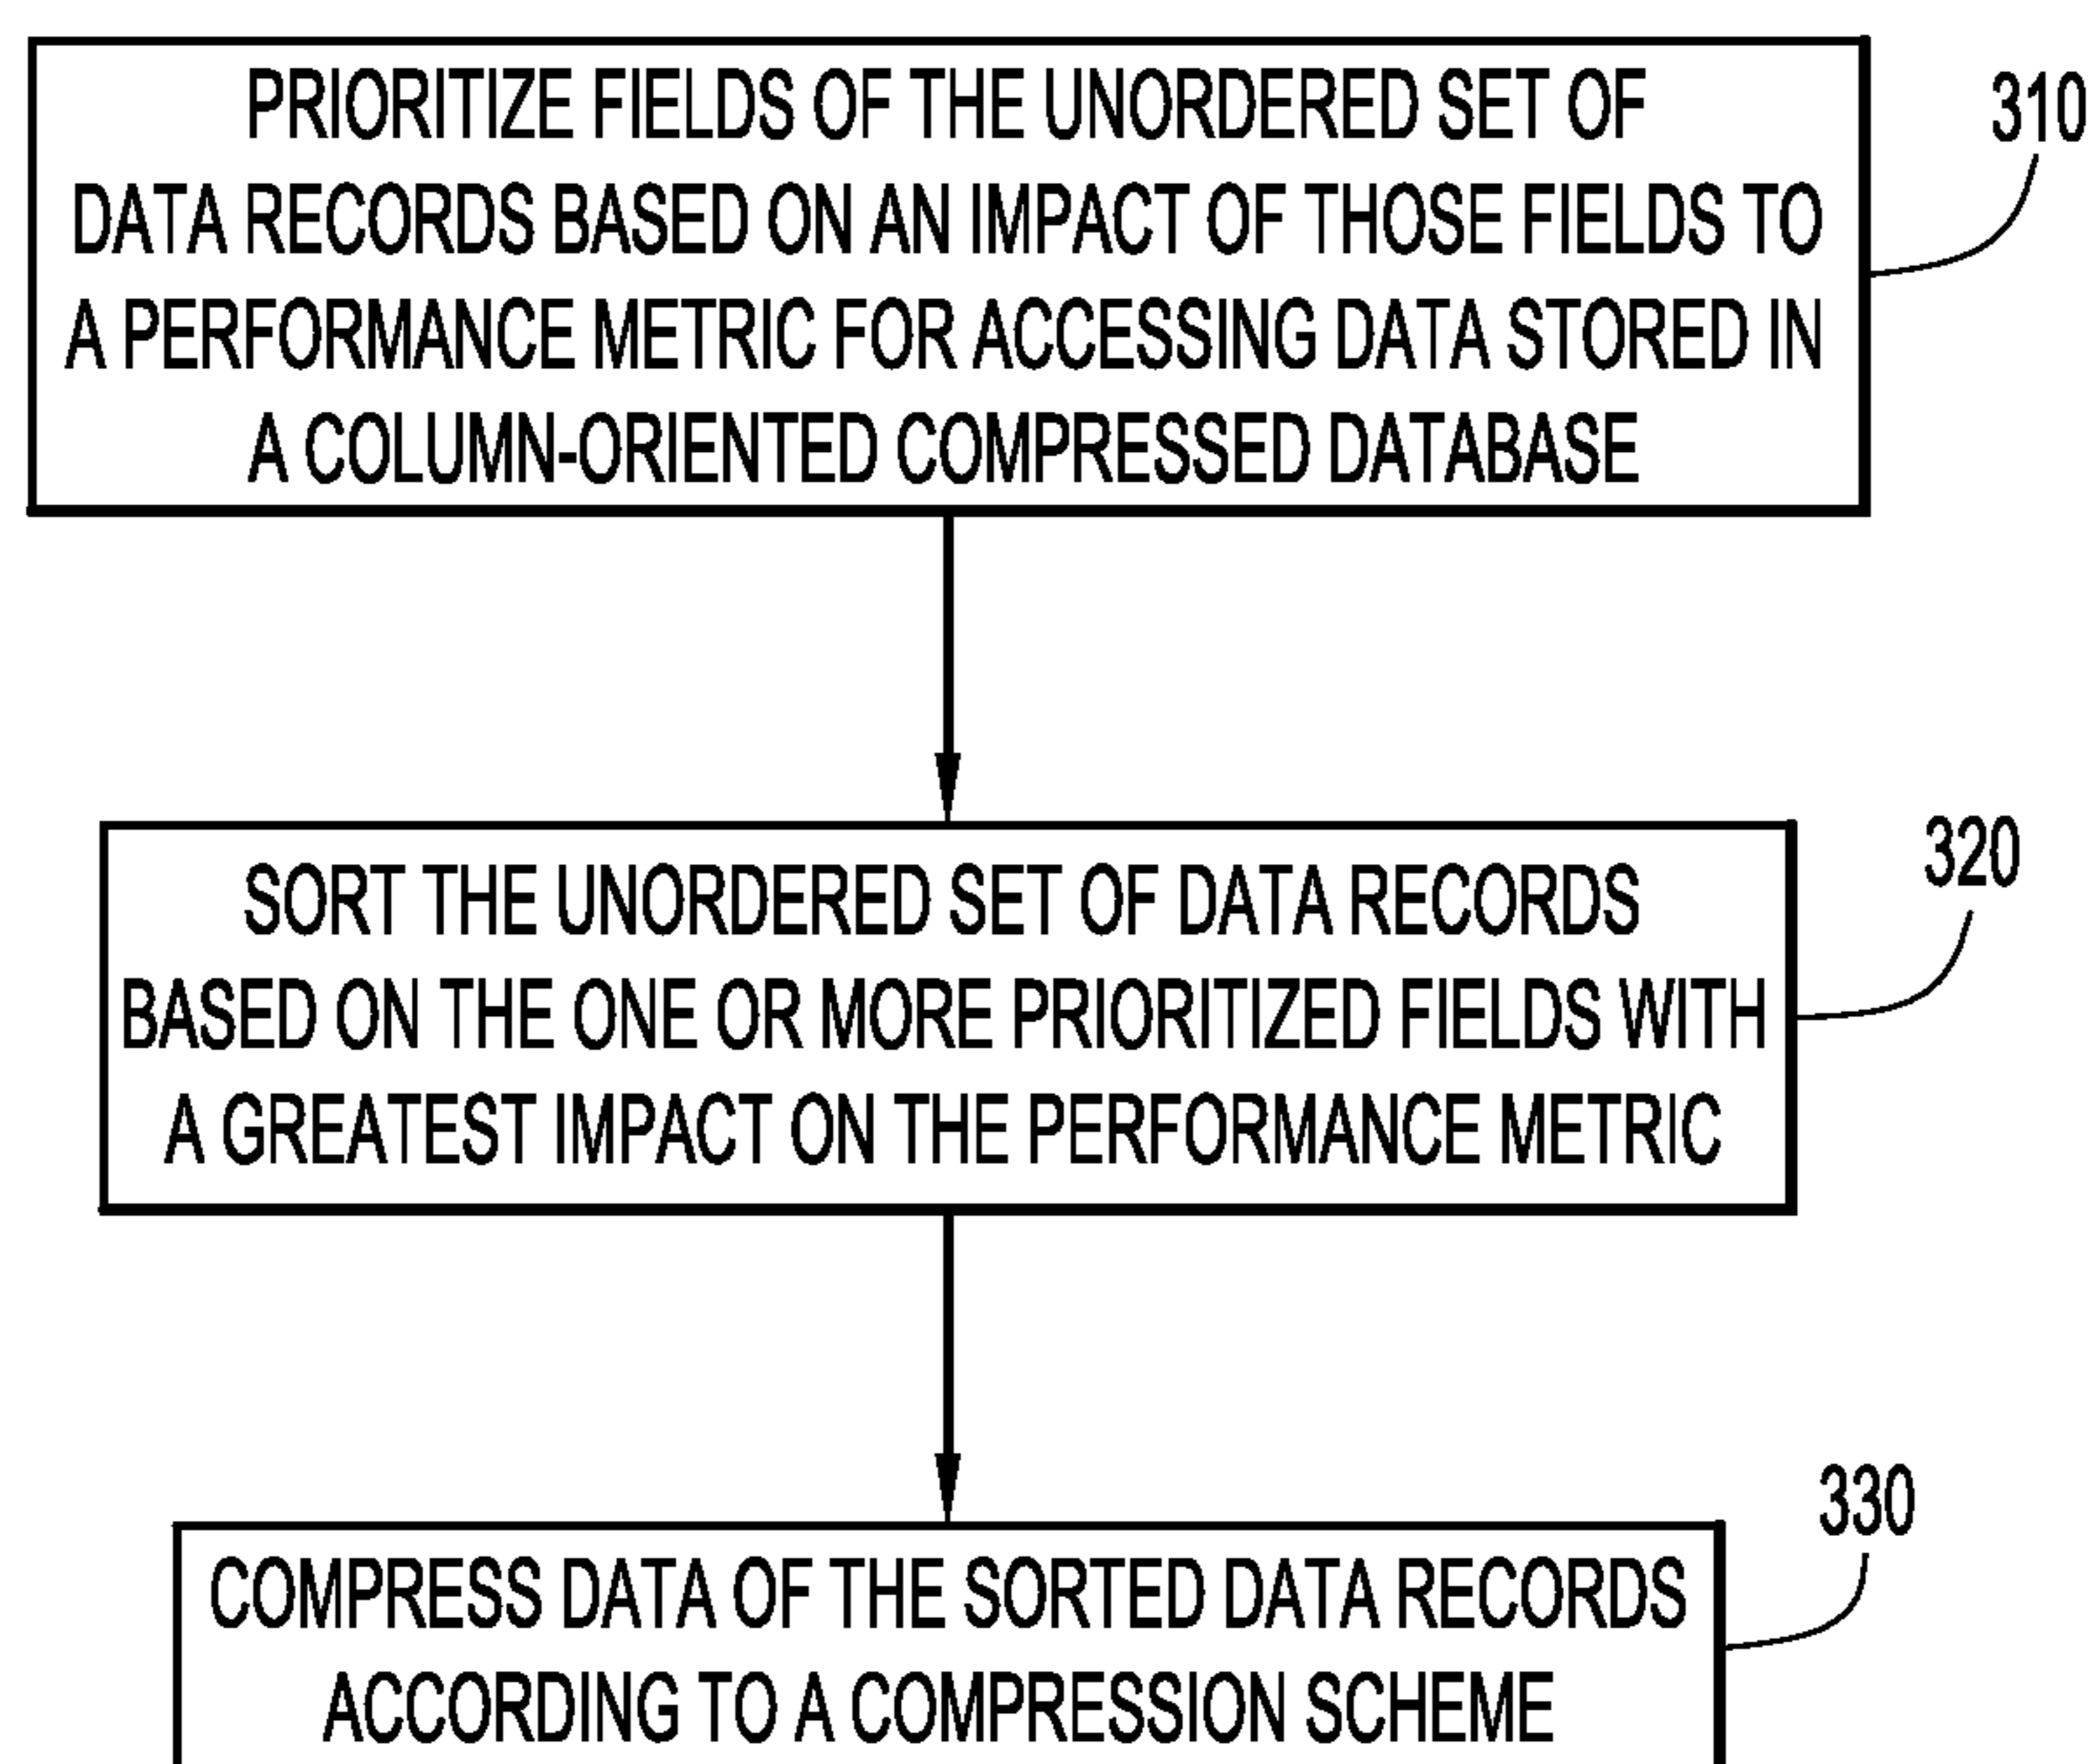 PRIORITIZE FIELDS OF THE UNORDERED SET OF
DATA RECORDS BASED ON AN IMPACT OF THOSE FIELDS TO
A PERFORMANCE METRIC FOR ACCESSING DATA STORED IN
A COLUMN-ORIENTED COMPRESSED DATABASE
310
SORT THE UNORDERED SET OF DATA RECORDS
BASED ON THE ONE OR MORE PRIORITIZED FIELDS WITH
A GREATEST IMPACT ON THE PERFORMANCE METRIC
320
COMPRESS DATA OF THE SORTED DATA RECORDS
ACCORDING TO A COMPRESSION SCHEME
330